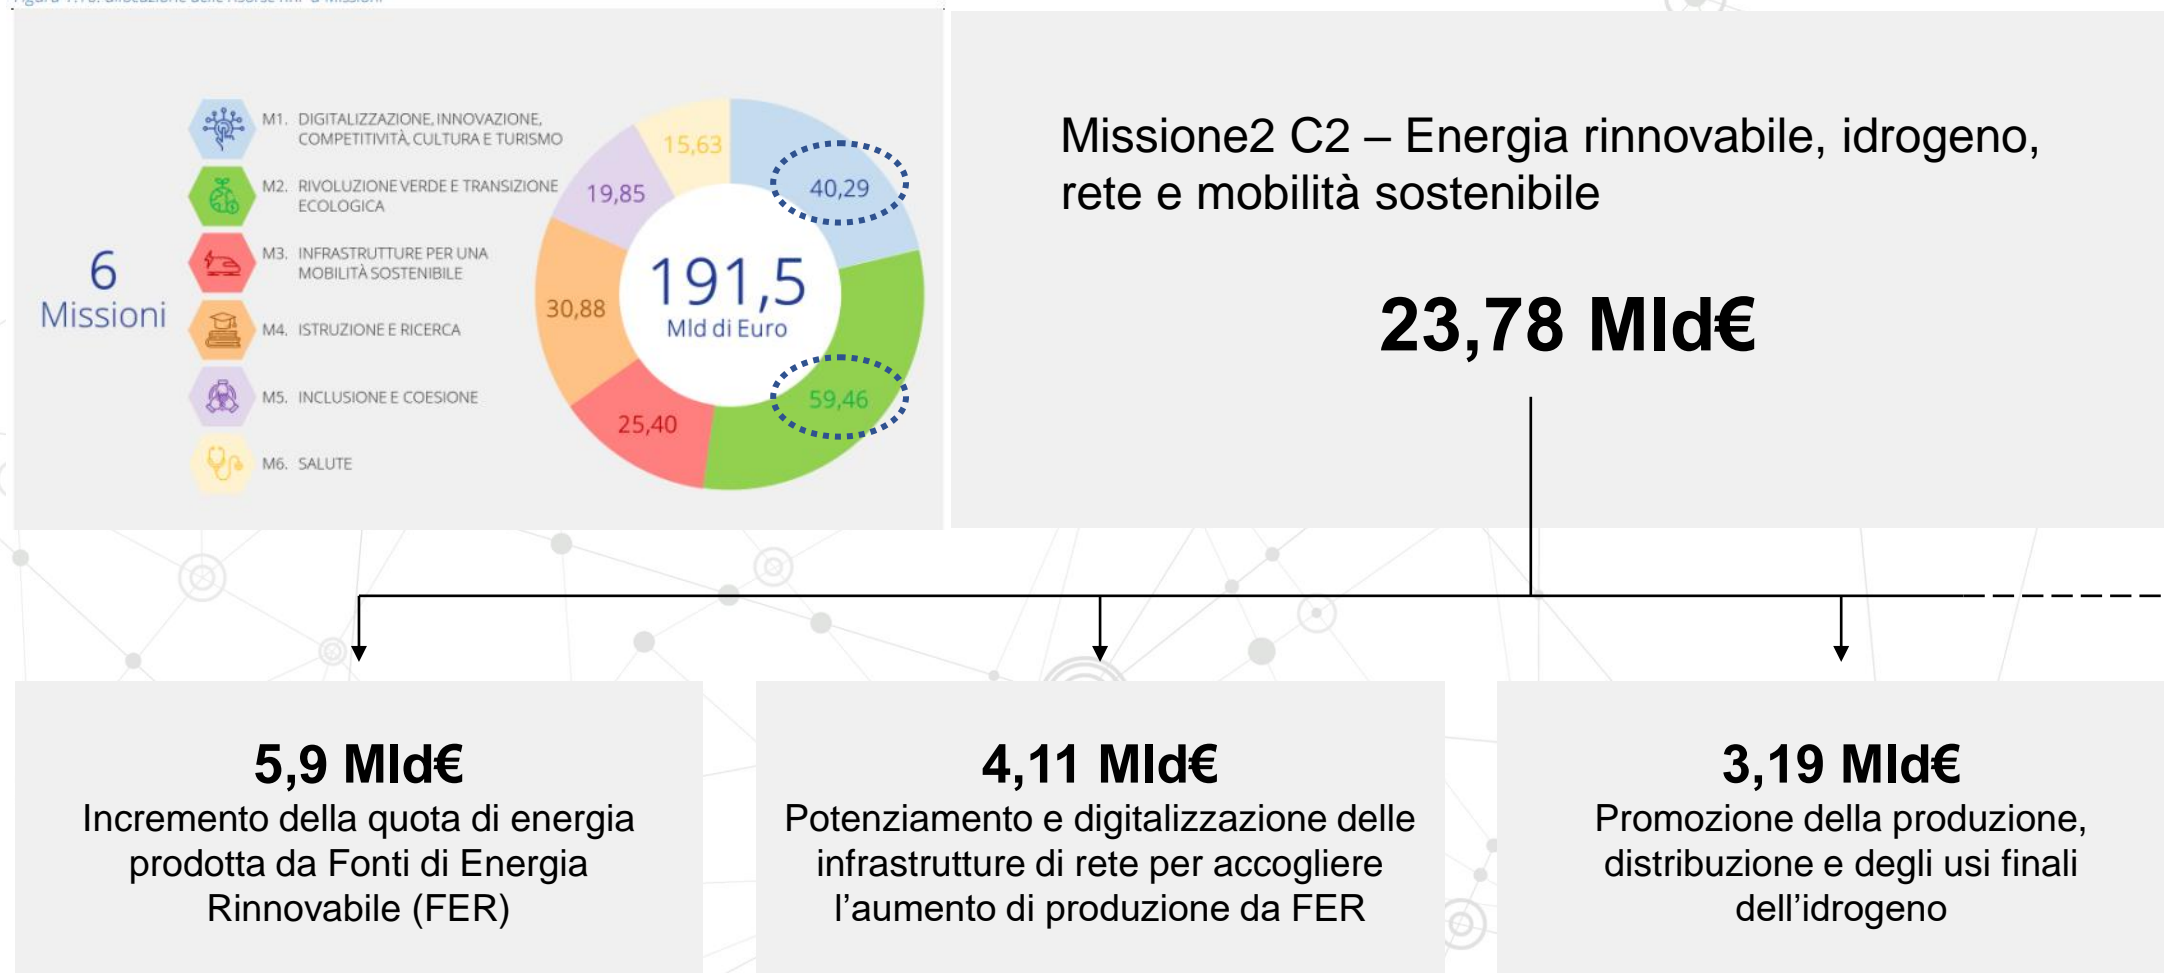 6
Missioni
M1. DIGITALIZZAZIONE, INNOVAZIONE,
COMPETITIVITÀ, CULTURA E TURISMO
M2. RIVOLUZIONE VERDE E TRANSIZIONE
ECOLOGICA
M3. INFRASTRUTTURE PER UNA
MOBILITÀ SOSTENIBILE
M4. ISTRUZIONE E RICERCA
M5. INCLUSIONE E COESIONE
M6. SALUTE
15,63
40,29
19,85
191,5
Mld di Euro
30,88
59,46
25,40
Missione2 C2 – Energia rinnovabile, idrogeno,
rete e mobilità sostenibile
23,78 Mld€
5,9 Mld€
Incremento della quota di energia
prodotta da Fonti di Energia
Rinnovabile (FER)
4,11 Mld€
Potenziamento e digitalizzazione delle
infrastrutture di rete per accogliere
l’aumento di produzione da FER
3,19 Mld€
Promozione della produzione,
distribuzione e degli usi finali
dell’idrogeno